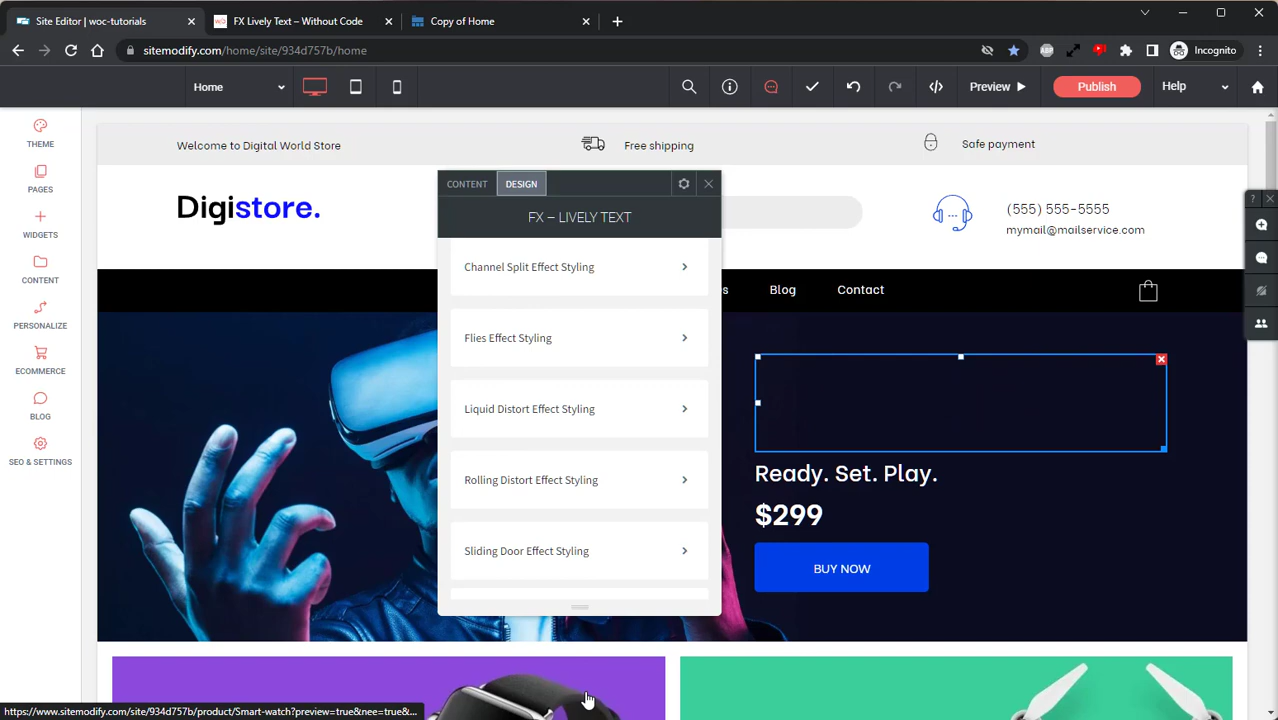 Site Editor | woc-tutorials
FX Lively Text – Without Code
Copy of Home
sitemodify.com/home/site/934d757b/home
ABP
Incognito
Home
Preview
Publish
Help
THEME
PAGES
WIDGETS
CONTENT
PERSONALIZE
ECOMMERCE
BLOG
SEO & SETTINGS
Welcome to Digital World Store
Free shipping
Safe payment
Digistore.
(555) 555-5555
mymail@mailservice.com
Blog
Contact
CONTENT
DESIGN
FX – LIVELY TEXT
Channel Split Effect Styling
Flies Effect Styling
Liquid Distort Effect Styling
Rolling Distort Effect Styling
Sliding Door Effect Styling
Ready. Set. Play.
$299
BUY NOW
https://www.sitemodify.com/site/934d757b/product/Smart-watch?preview=true&nee=true&...